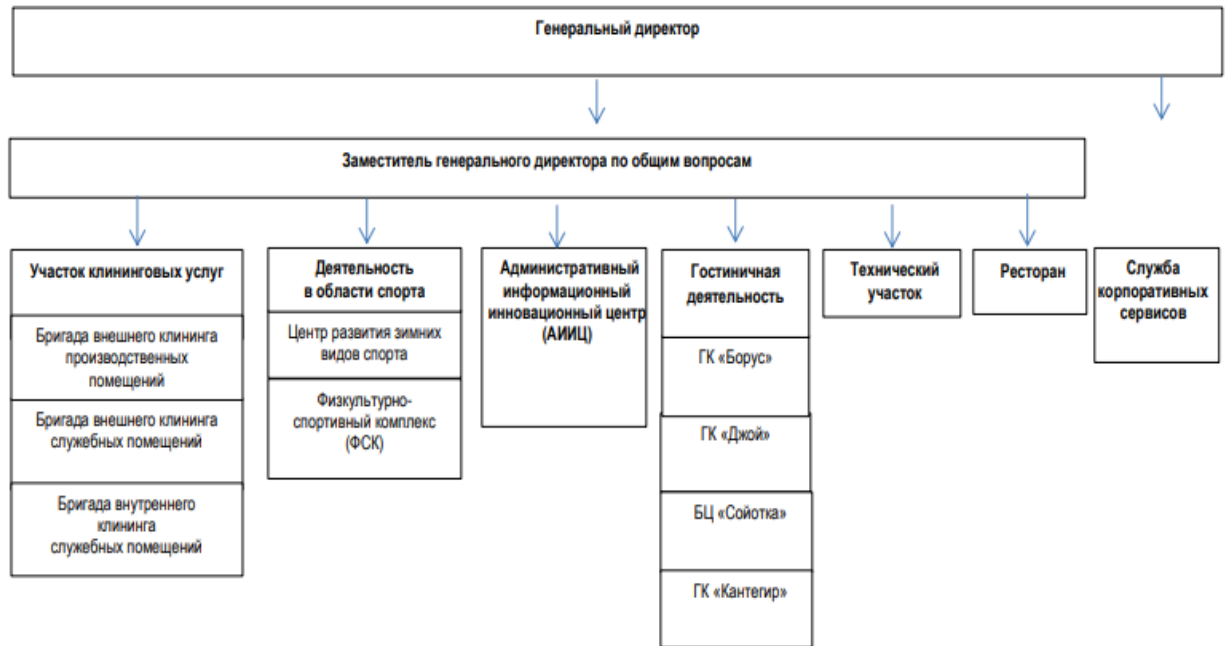 Генеральный директор
Заместитель генерального директора по общим вопросам
Участок клининговых услуг
Бригада внешнего клининга
производственных
помещений
Бригада внешнего клининга
служебных помещений
Бригада внутреннего
клининга
служебных помещений
Деятельность
в области спорта
Центр развития зимних
видов спорта
Физкультурно-
спортивный комплекс
(ФСК)
Административный
информационный
инновационный центр
(АИИЦ)
Гостиничная
деятельность
ГК «Борус»
ГК «Джой»
БЦ «Сойотка»
ГК «Кантегир»
Технический
участок
Ресторан
Служба
корпоративных
сервисов